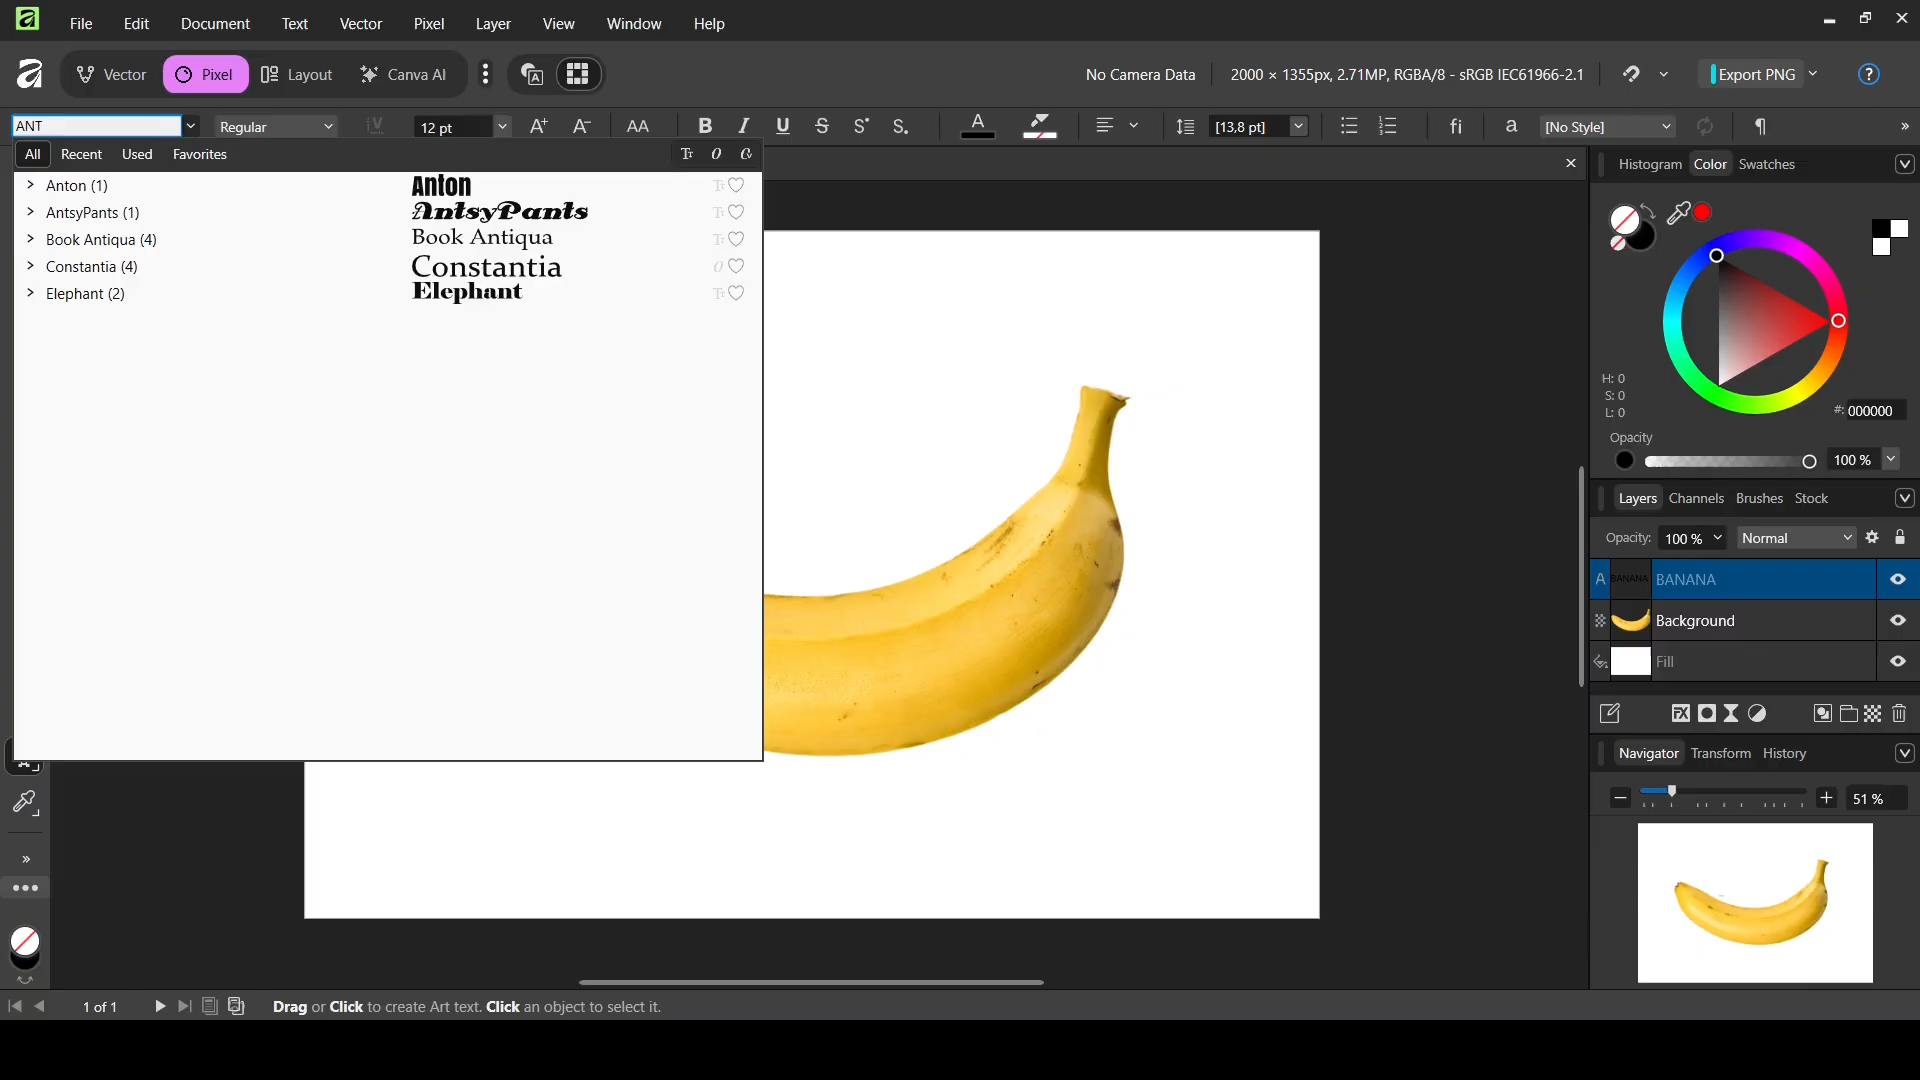 File Edit Document Text Vector Pixel Layer View Window Help
Vector Pixel Layout Canva AI
No Camera Data 2000 × 1355px, 2.71MP, RGBA/8 - sRGB IEC61966-2.1 Export PNG ?
ANT Regular 12 pt A+ A− AA B I U S S S. A [13,8 pt] fi a [No Style] ¶ »
All Recent Used Favorites
Anton (1) Anton
AntsyPants (1) AntsyPants
Book Antiqua (4) Book Antiqua
Constantia (4) Constantia
Elephant (2) Elephant
Histogram Color Swatches
H: 0
S: 0
L: 0
#: 000000
Opacity
100 %
Layers Channels Brushes Stock
Opacity: 100 % Normal
A BANANA BANANA
Background
Fill
Navigator Transform History
51 %
1 of 1 Drag or Click to create Art text. Click an object to select it.